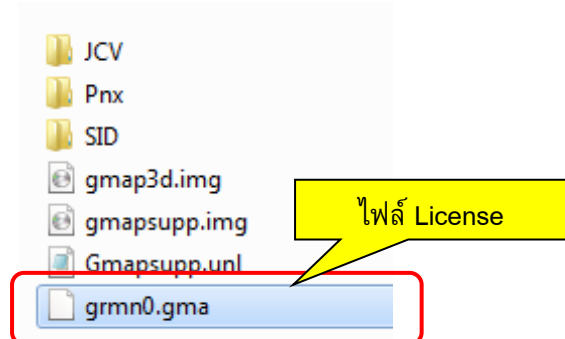 JCV
Pnx
SID
gmap3d.img
gmapsupp.img
ไฟล์ License
Gmapsupp.unl
grmn0.gma